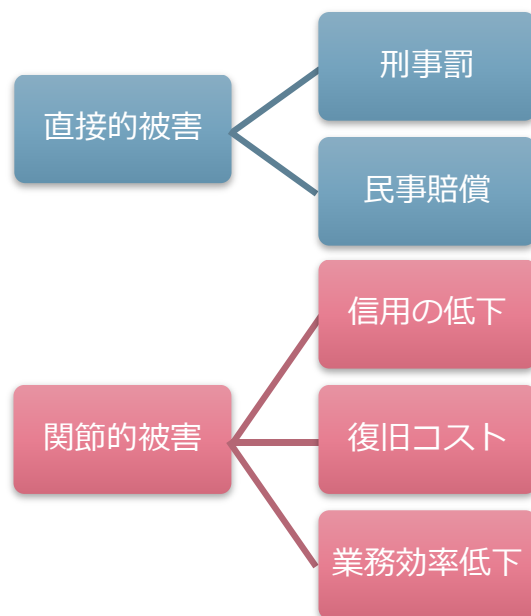 直接的被害
刑事罰
民事賠償
関節的被害
信用の低下
復旧コスト
業務効率低下